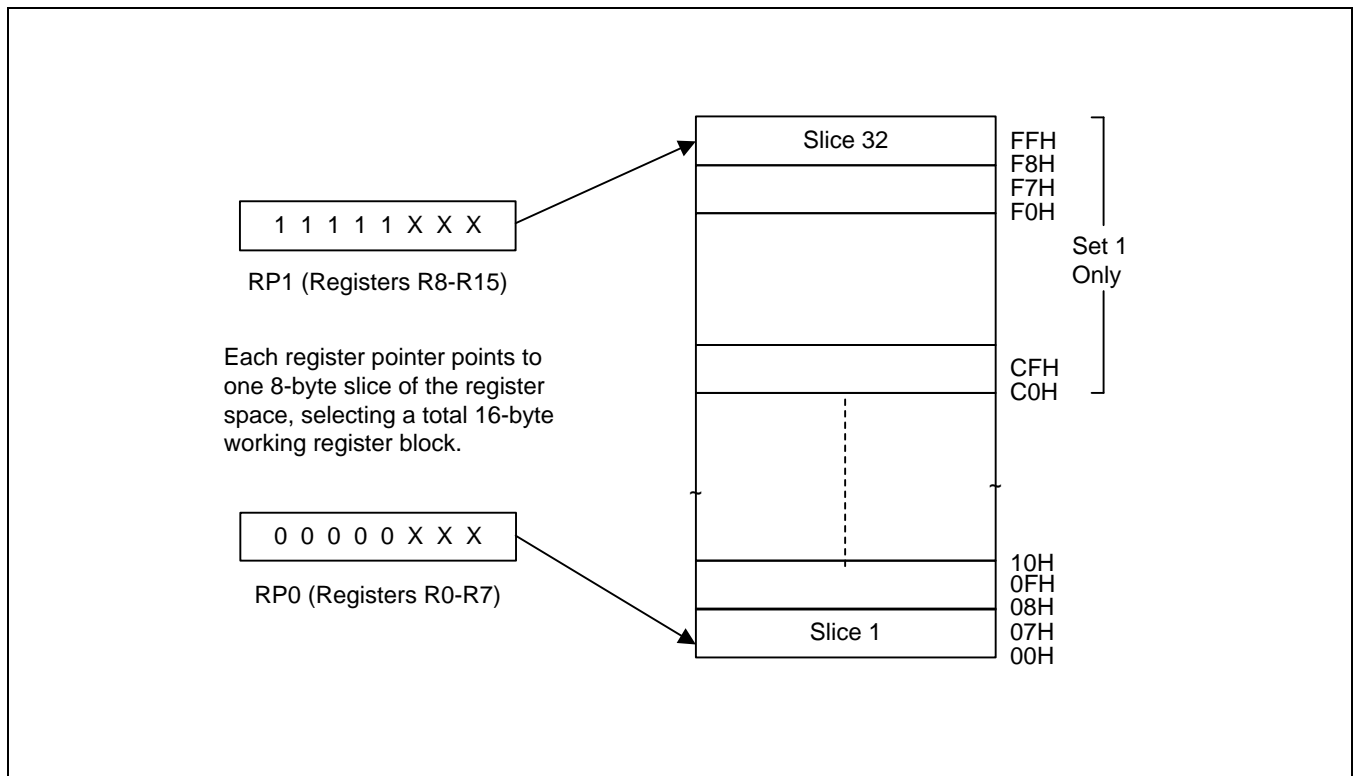 Slice 32
FFH
F8H
F7H
F0H
1 1 1 1 1 X X X
RP1 (Registers R8-R15)
Set 1
Only
Each register pointer points to
one 8-byte slice of the register
space, selecting a total 16-byte
working register block.
CFH
C0H
~ ~
0 0 0 0 0 X X X
RP0 (Registers R0-R7)
10H
0FH
08H
Slice 1
07H
00H